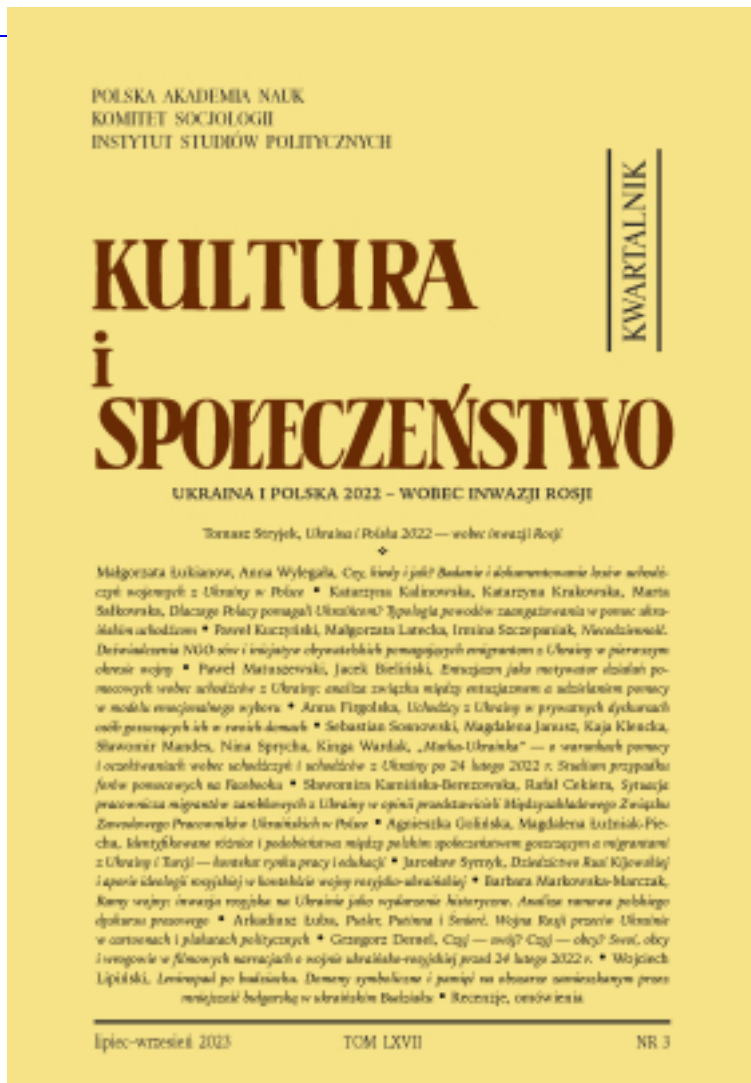 POLSKA AKADEMIA NAUK
KOMITET SOCJOLOGII
INSTYTUT STUDIÓW POLITYCZNYCH
KWARTALNIK
KULTURA
i
SPOŁECZEŃSTWO
UKRAINA I POLSKA 2022 – WOBEC INWAZJI ROSJI
Tomasz Stryjek, Ukraina i Polska 2022 — wobec inwazji Rosji
❖
Małgorzata Łukianow, Anna Wylegała, Czy, kiedy i jak? Badanie i dokumentowanie losów uchodź-
czyń wojennych z Ukrainy w Polsce • Katarzyna Kalinowska, Katarzyna Krakowska, Marta
Sałkowska, Dlaczego Polacy pomagali Ukraińcom? Typologia powodów zaangażowania w pomoc ukra-
ińskim uchodźcom • Paweł Kuczyński, Małgorzata Łatecka, Irmina Szczepaniak, Niecodzienność.
Doświadczenia NGO-sów i inicjatyw obywatelskich pomagających emigrantom z Ukrainy w pierwszym
okresie wojny • Paweł Matuszewski, Jacek Bieliński, Entuzjazm jako motywator działań po-
mocowych wobec uchodźców z Ukrainy: analiza związku między entuzjazmem a udzielaniem pomocy
w modelu emocjonalnego wyboru • Anna Firgolska, Uchodźcy z Ukrainy w prywatnych dyskursach
osób goszczących ich w swoich domach • Sebastian Sosnowski, Magdalena Janusz, Kaja Klencka,
Sławomir Mandes, Nina Sprycha, Kinga Wardak, „Matka-Ukrainka” — o warunkach pomocy
i oczekiwaniach wobec uchodźczyń i uchodźców z Ukrainy po 24 lutego 2022 r. Studium przypadku
forów pomocowych na Facebooku • Sławomira Kamińska-Berezowska, Rafał Cekiera, Sytuacja
pracownicza migrantów zarobkowych z Ukrainy w opinii przedstawicieli Międzyzakładowego Związku
Zawodowego Pracowników Ukraińskich w Polsce • Agnieszka Golińska, Magdalena Łużniak-Pie-
cha, Identyfikowane różnice i podobieństwa między polskim społeczeństwem goszczącym a migrantami
z Ukrainy i Turcji — kontekst rynku pracy i edukacji • Jarosław Syrnyk, Dziedzictwo Rusi Kijowskiej
i aporie ideologii rosyjskiej w kontekście wojny rosyjsko-ukraińskiej • Barbara Markowska-Marczak,
Ramy wojny: inwazja rosyjska na Ukrainie jako wydarzenie historyczne. Analiza ramowa polskiego
dyskursu prasowego • Arkadiusz Łuba, Putler, Putinna i Śmierć. Wojna Rosji przeciw Ukrainie
w cartoonach i plakatach politycznych • Grzegorz Demel, Czyj — swój? Czyj — obcy? Swoi, obcy
i wrogowie w filmowych narracjach o wojnie ukraińsko-rosyjskiej przed 24 lutego 2022 r. • Wojciech
Lipiński, Leninopad po budziacku. Domeny symboliczne i pamięć na obszarze zamieszkanym przez
mniejszość bułgarską w ukraińskim Budziaku • Recenzje, omówienia
lipiec–wrzesień 2023
TOM LXVII
NR 3